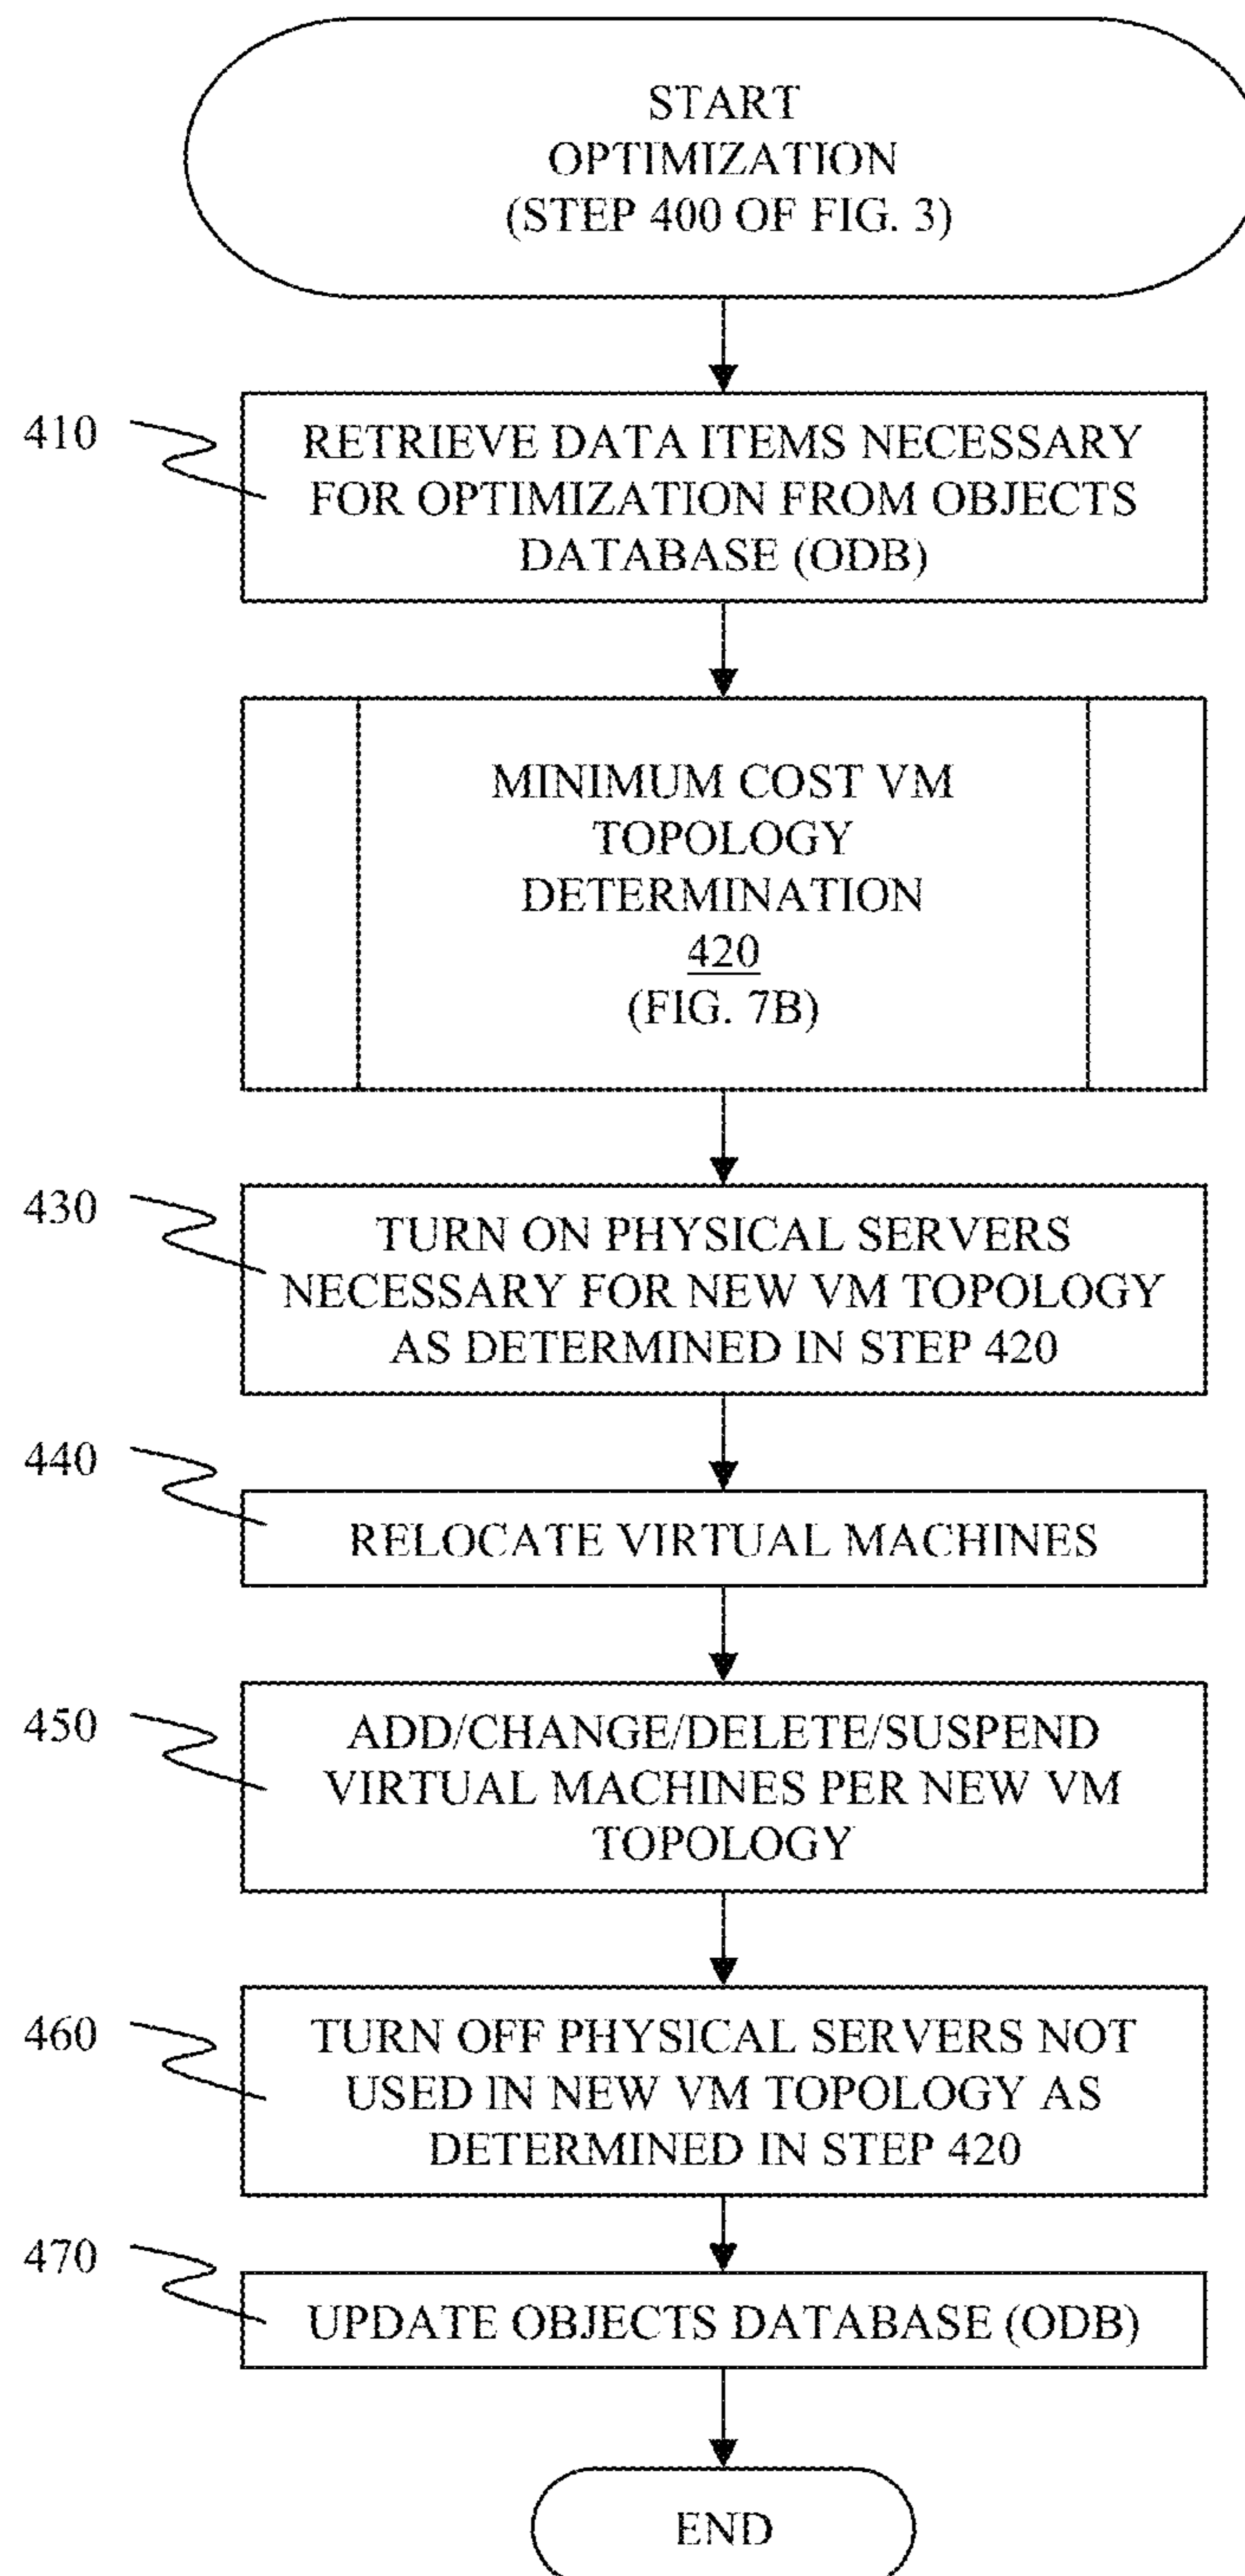 START
OPTIMIZATION
(STEP 400 OF FIG. 3)
410
RETRIEVE DATA ITEMS NECESSARY
FOR OPTIMIZATION FROM OBJECTS
DATABASE (ODB)
MINIMUM COST VM
TOPOLOGY
DETERMINATION
420
(FIG. 7B)
430
TURN ON PHYSICAL SERVERS
NECESSARY FOR NEW VM TOPOLOGY
AS DETERMINED IN STEP 420
440
RELOCATE VIRTUAL MACHINES
450
ADD/CHANGE/DELETE/SUSPEND
VIRTUAL MACHINES PER NEW VM
TOPOLOGY
460
TURN OFF PHYSICAL SERVERS NOT
USED IN NEW VM TOPOLOGY AS
DETERMINED IN STEP 420
470
UPDATE OBJECTS DATABASE (ODB)
END